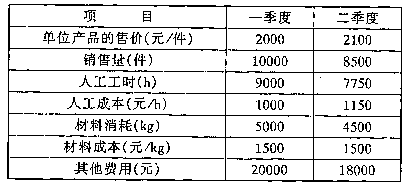 项 目 一季度 二季度
单位产品的售价(元/件) 2000 2100
销售量(件) 10000 8500
人工工时(h) 9000 7750
人工成本(元/h) 1000 1150
材料消耗(kg) 5000 4500
材料成本(元/kg) 1500 1500
其他费用(元) 20000 18000